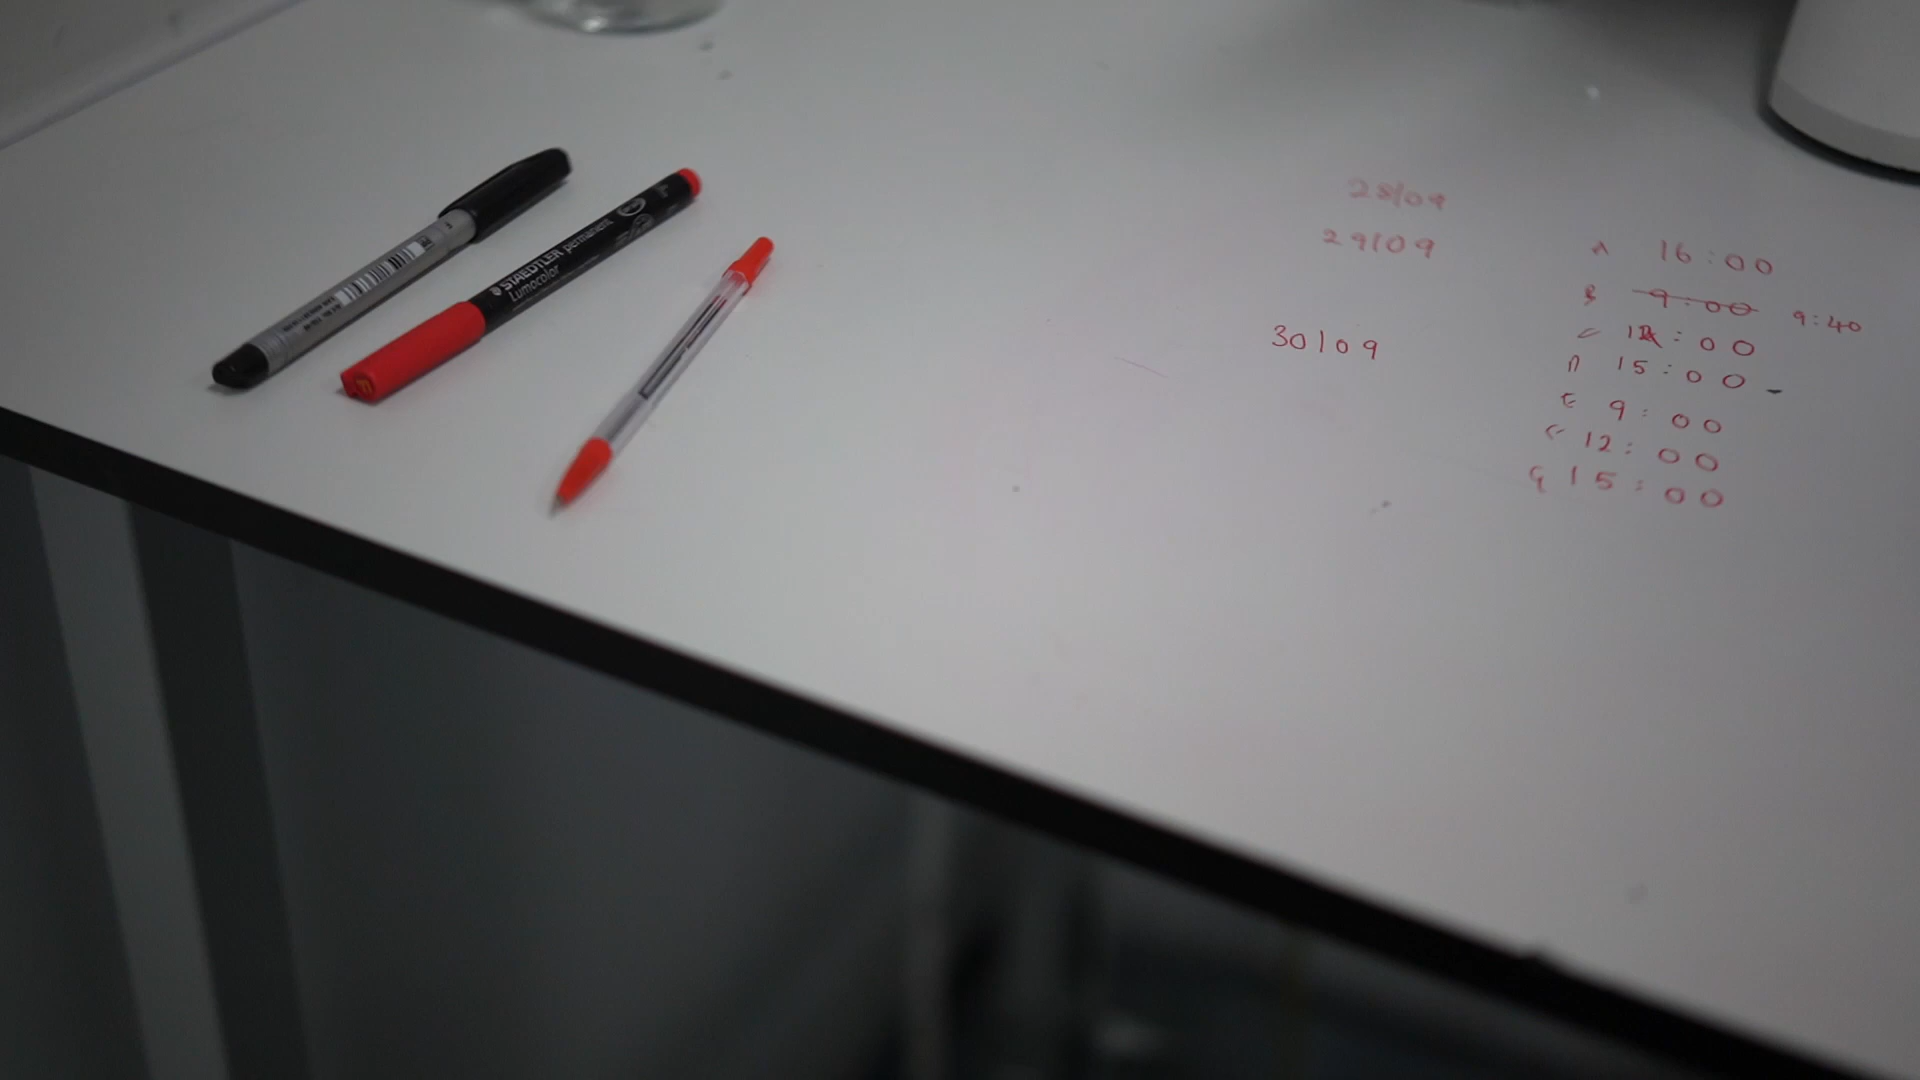 STAEDTLER permanent
Lumocolor
28/09
29/09
30/09
A 16:00
B 9:00 9:40
C 12:00
D 15:00 -
E 9:00
F 12:00
G 15:00